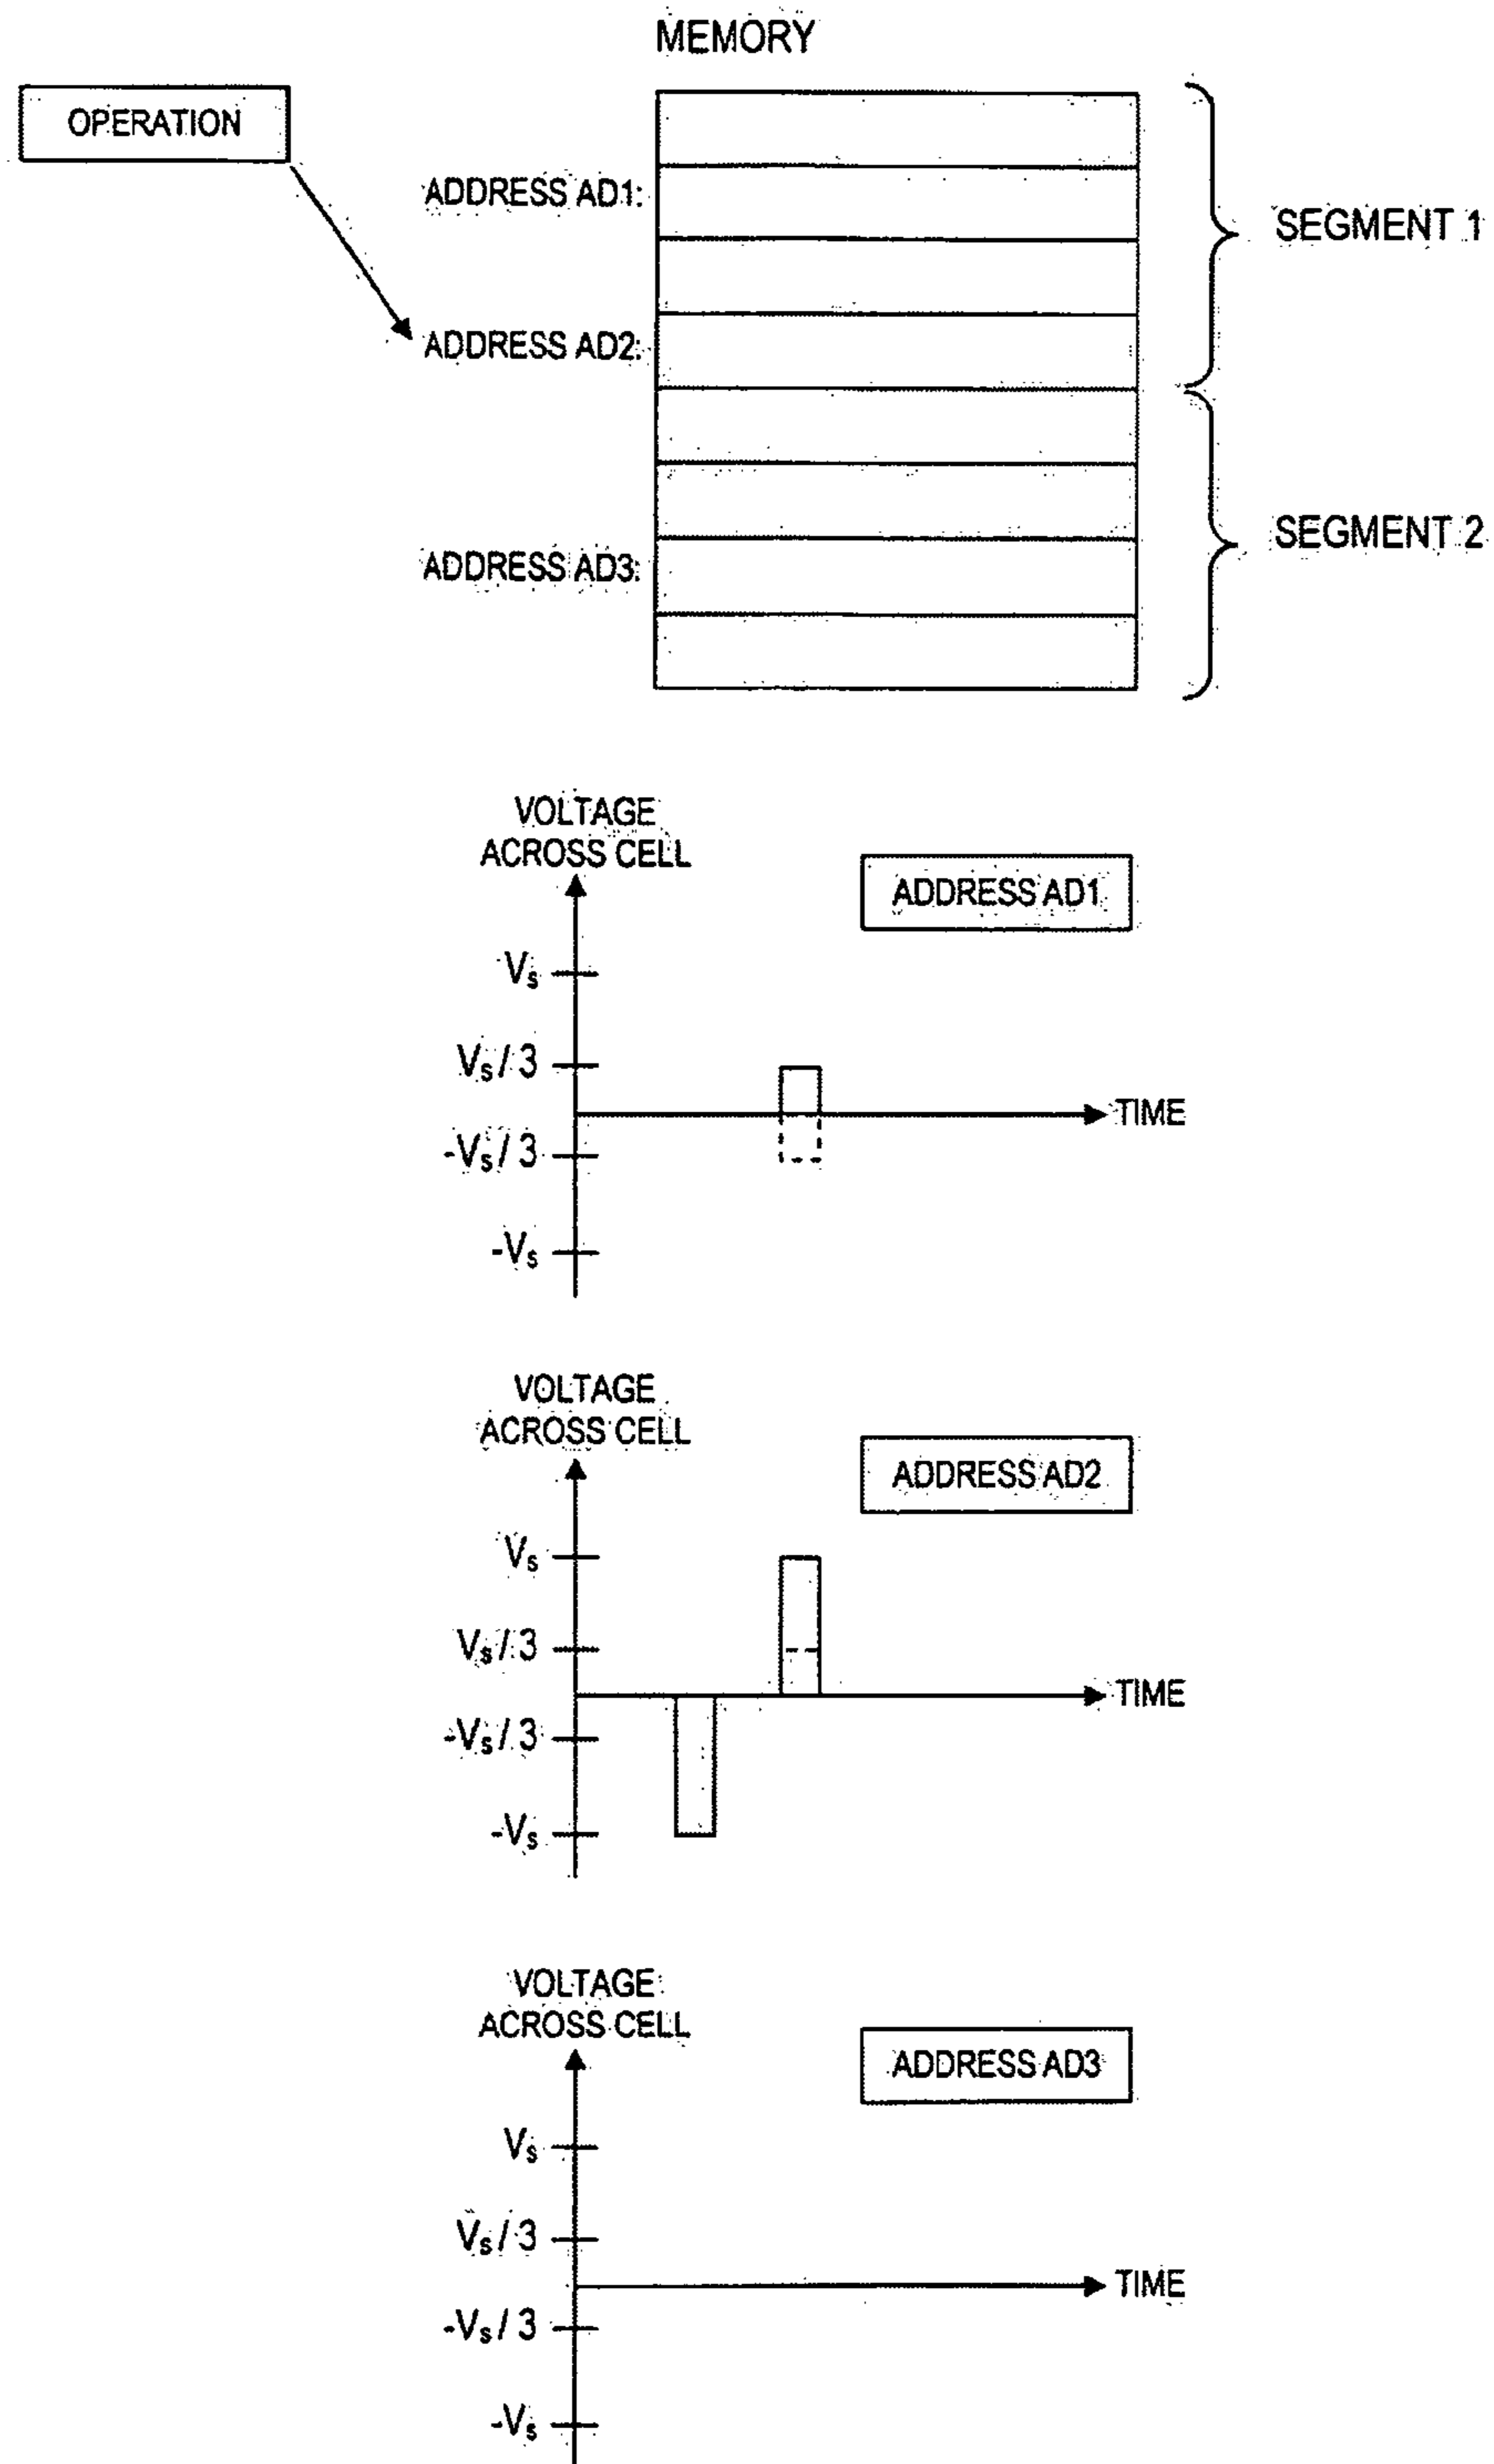 MEMORY
OPERATION
ADDRESS AD1:
SEGMENT 1
ADDRESS AD2:
SEGMENT 2
ADDRESS AD3:
VOLTAGE
ACROSS CELL
ADDRESS AD1
Vs
Vs / 3
TIME
-Vs / 3
-Vs
VOLTAGE
ACROSS CELL
ADDRESS AD2
Vs
Vs / 3
TIME
-Vs / 3
-Vs
VOLTAGE
ACROSS CELL
ADDRESS AD3
Vs
Vs / 3
TIME
-Vs / 3
-Vs